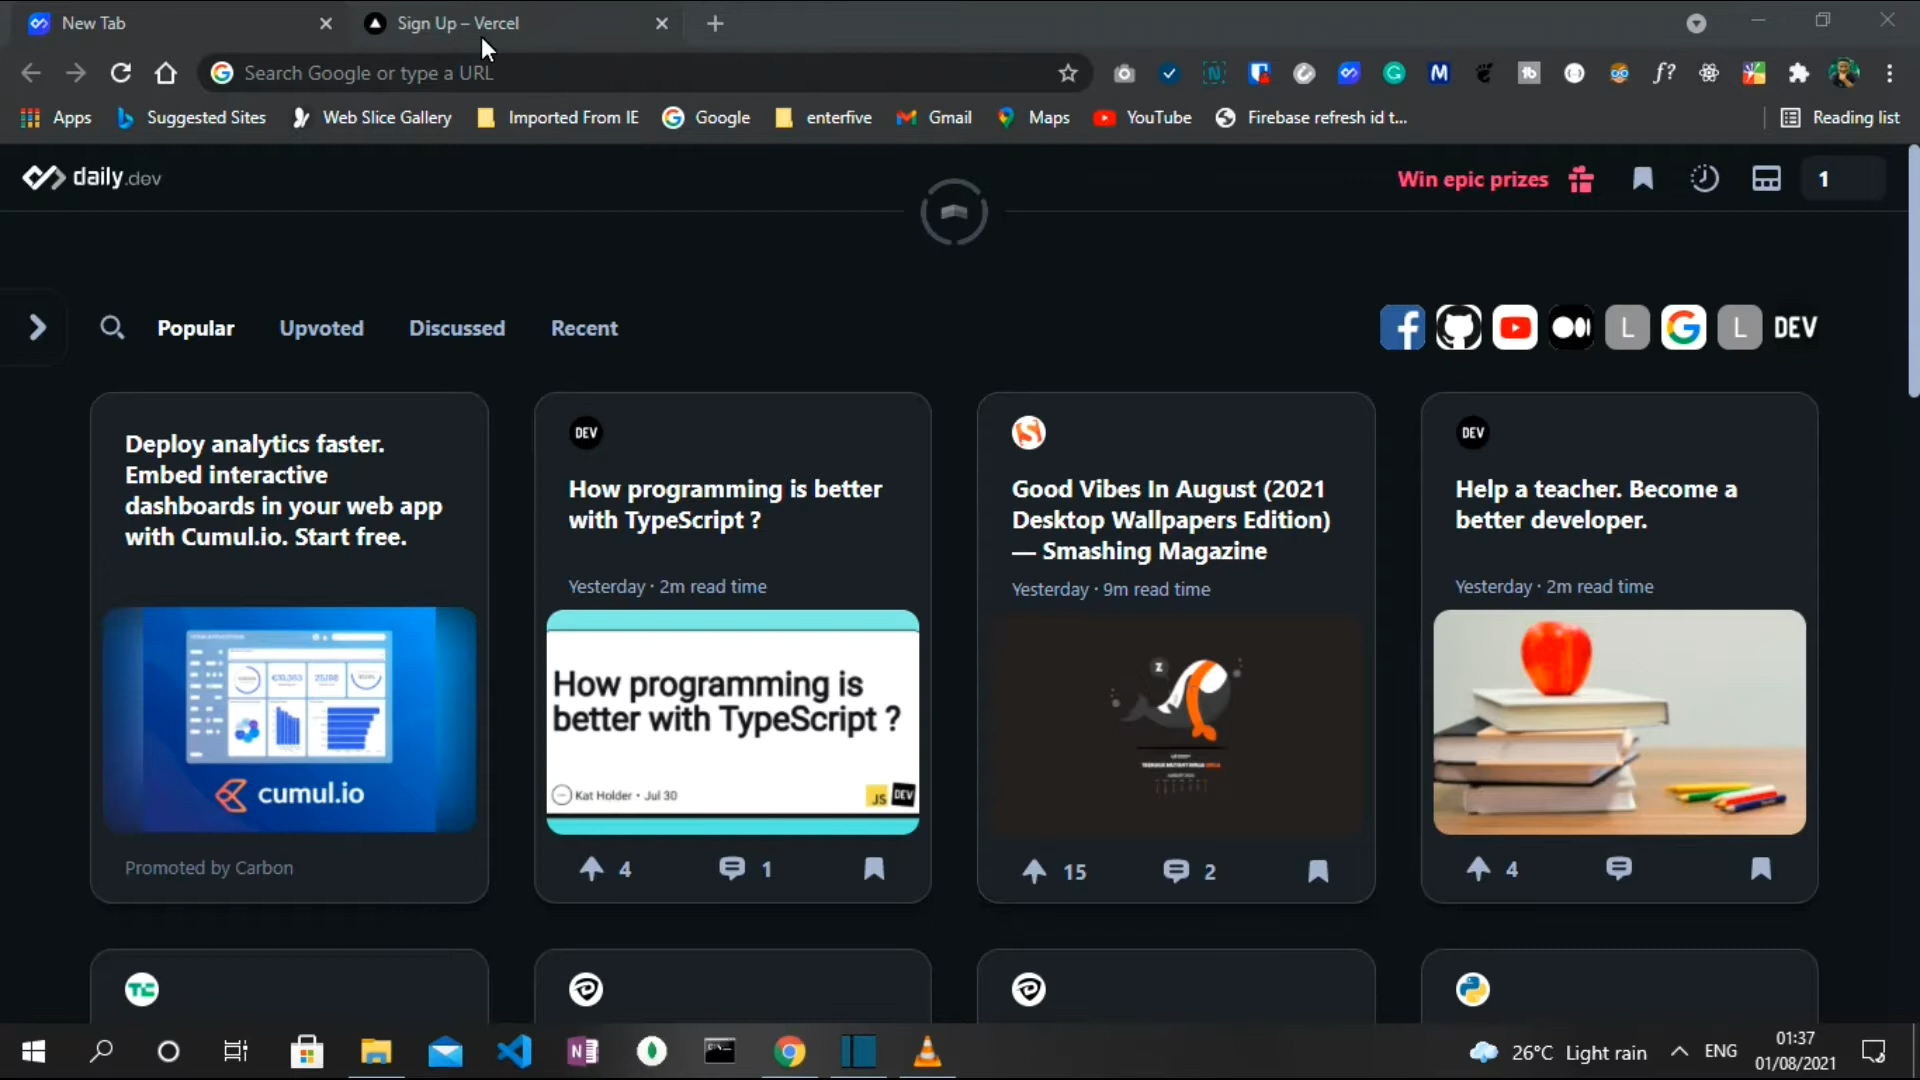 New Tab
Sign Up – Vercel
Search Google or type a URL
Apps
Suggested Sites
Web Slice Gallery
Imported From IE
Google
enterfive
Gmail
Maps
YouTube
Firebase refresh id t...
Reading list
daily.dev
Win epic prizes
1
Popular
Upvoted
Discussed
Recent
L
L
DEV
Deploy analytics faster.
Embed interactive
dashboards in your web app
with Cumul.io. Start free.
cumul.io
Promoted by Carbon
DEV
How programming is better
with TypeScript ?
Yesterday · 2m read time
How programming is
better with TypeScript ?
Kat Holder • Jul 30
JS
DEV
4
1
Good Vibes In August (2021
Desktop Wallpapers Edition)
— Smashing Magazine
Yesterday · 9m read time
15
2
DEV
Help a teacher. Become a
better developer.
Yesterday · 2m read time
4
26°C Light rain
ENG
01:37
01/08/2021